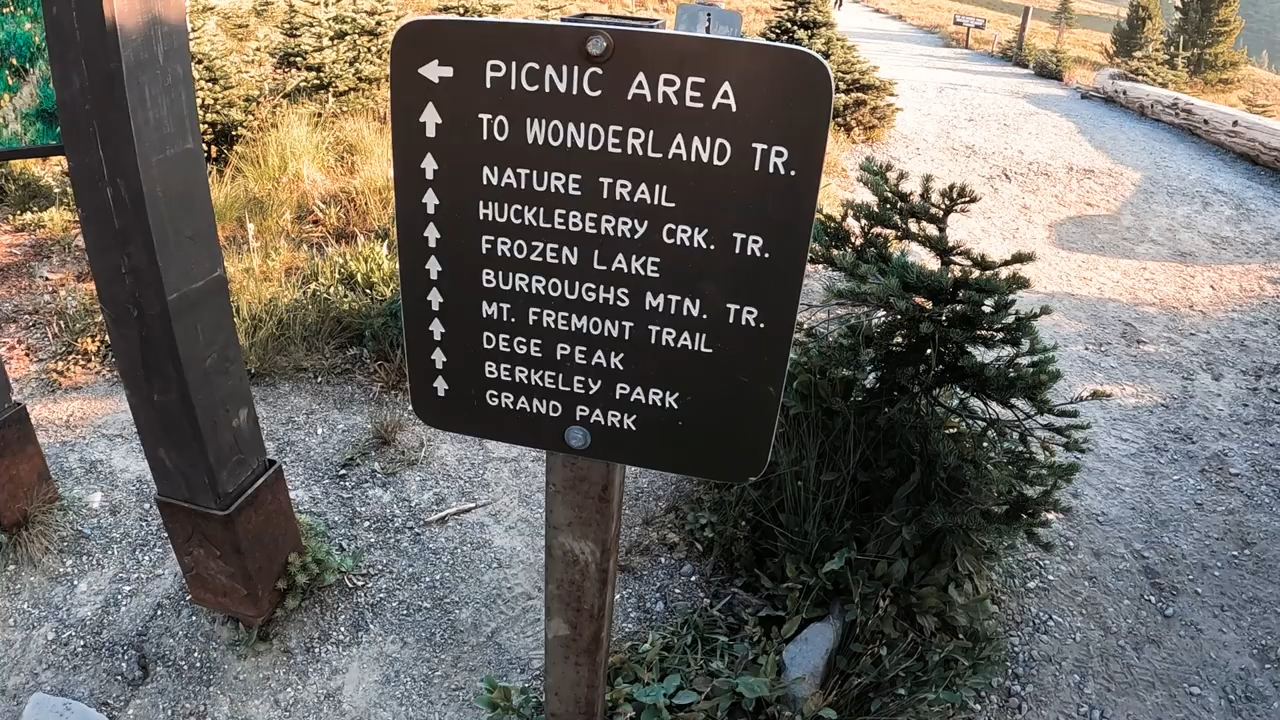 ← PICNIC AREA
↑ TO WONDERLAND TR.
↑ NATURE TRAIL
↑ HUCKLEBERRY CRK. TR.
↑ FROZEN LAKE
↑ BURROUGHS MTN. TR.
↑ MT. FREMONT TRAIL
↑ DEGE PEAK
↑ BERKELEY PARK
↑ GRAND PARK